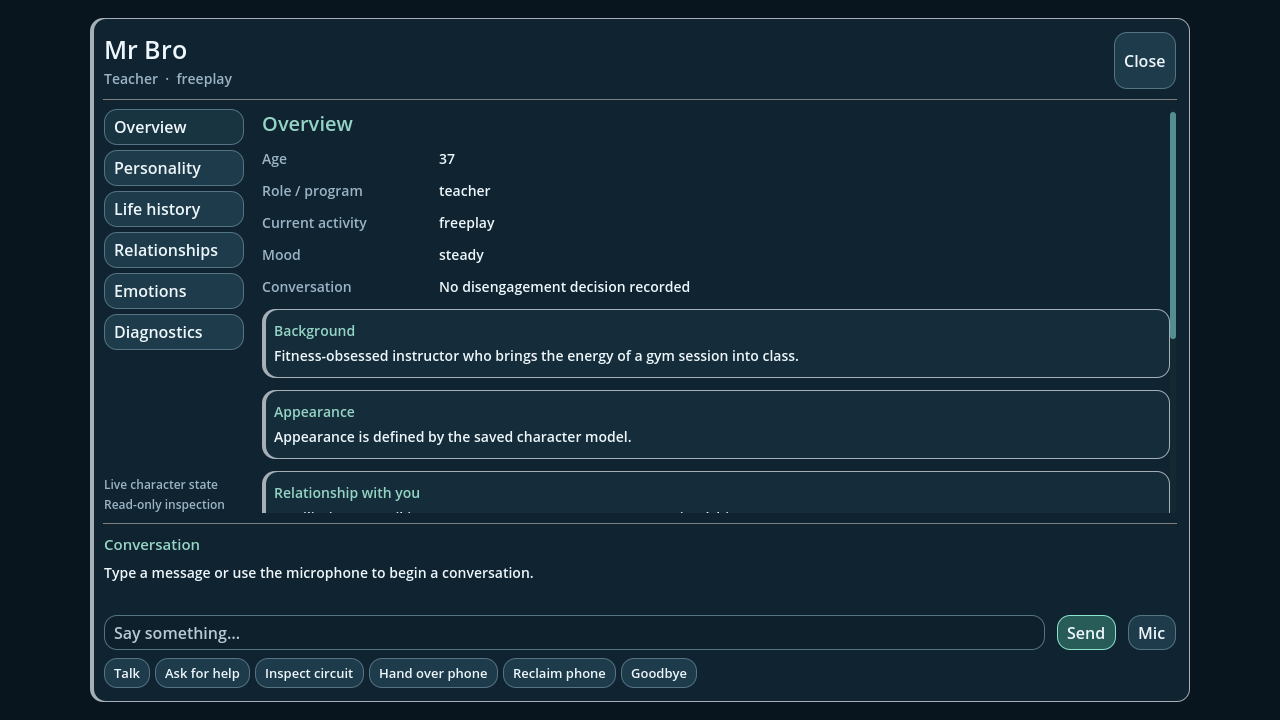 Mr Bro
Teacher · freeplay
Close
Overview
Personality
Life history
Relationships
Emotions
Diagnostics
Live character state
Read-only inspection
Overview
Age 37
Role / program teacher
Current activity freeplay
Mood steady
Conversation No disengagement decision recorded
Background
Fitness-obsessed instructor who brings the energy of a gym session into class.
Appearance
Appearance is defined by the saved character model.
Relationship with you
Conversation
Type a message or use the microphone to begin a conversation.
Say something...
Send
Mic
Talk
Ask for help
Inspect circuit
Hand over phone
Reclaim phone
Goodbye